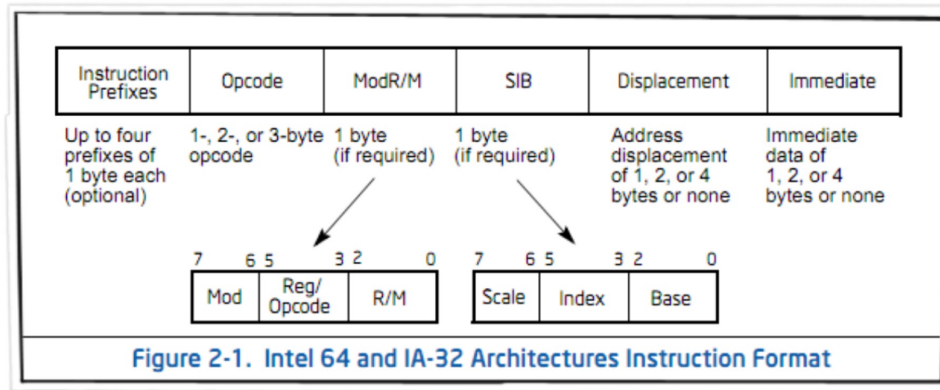 Instruction Prefixes
Opcode
ModR/M
SIB
Displacement
Immediate
Up to four
prefixes of
1 byte each
(optional)
1-, 2-, or 3-byte
opcode
1 byte
(if required)
1 byte
(if required)
Address
displacement
of 1, 2, or 4
bytes or none
Immediate
data of
1, 2, or 4
bytes or none
7 6 5 3 2 0
Mod
Reg/
Opcode
R/M
7 6 5 3 2 0
Scale
Index
Base
Figure 2-1. Intel 64 and IA-32 Architectures Instruction Format